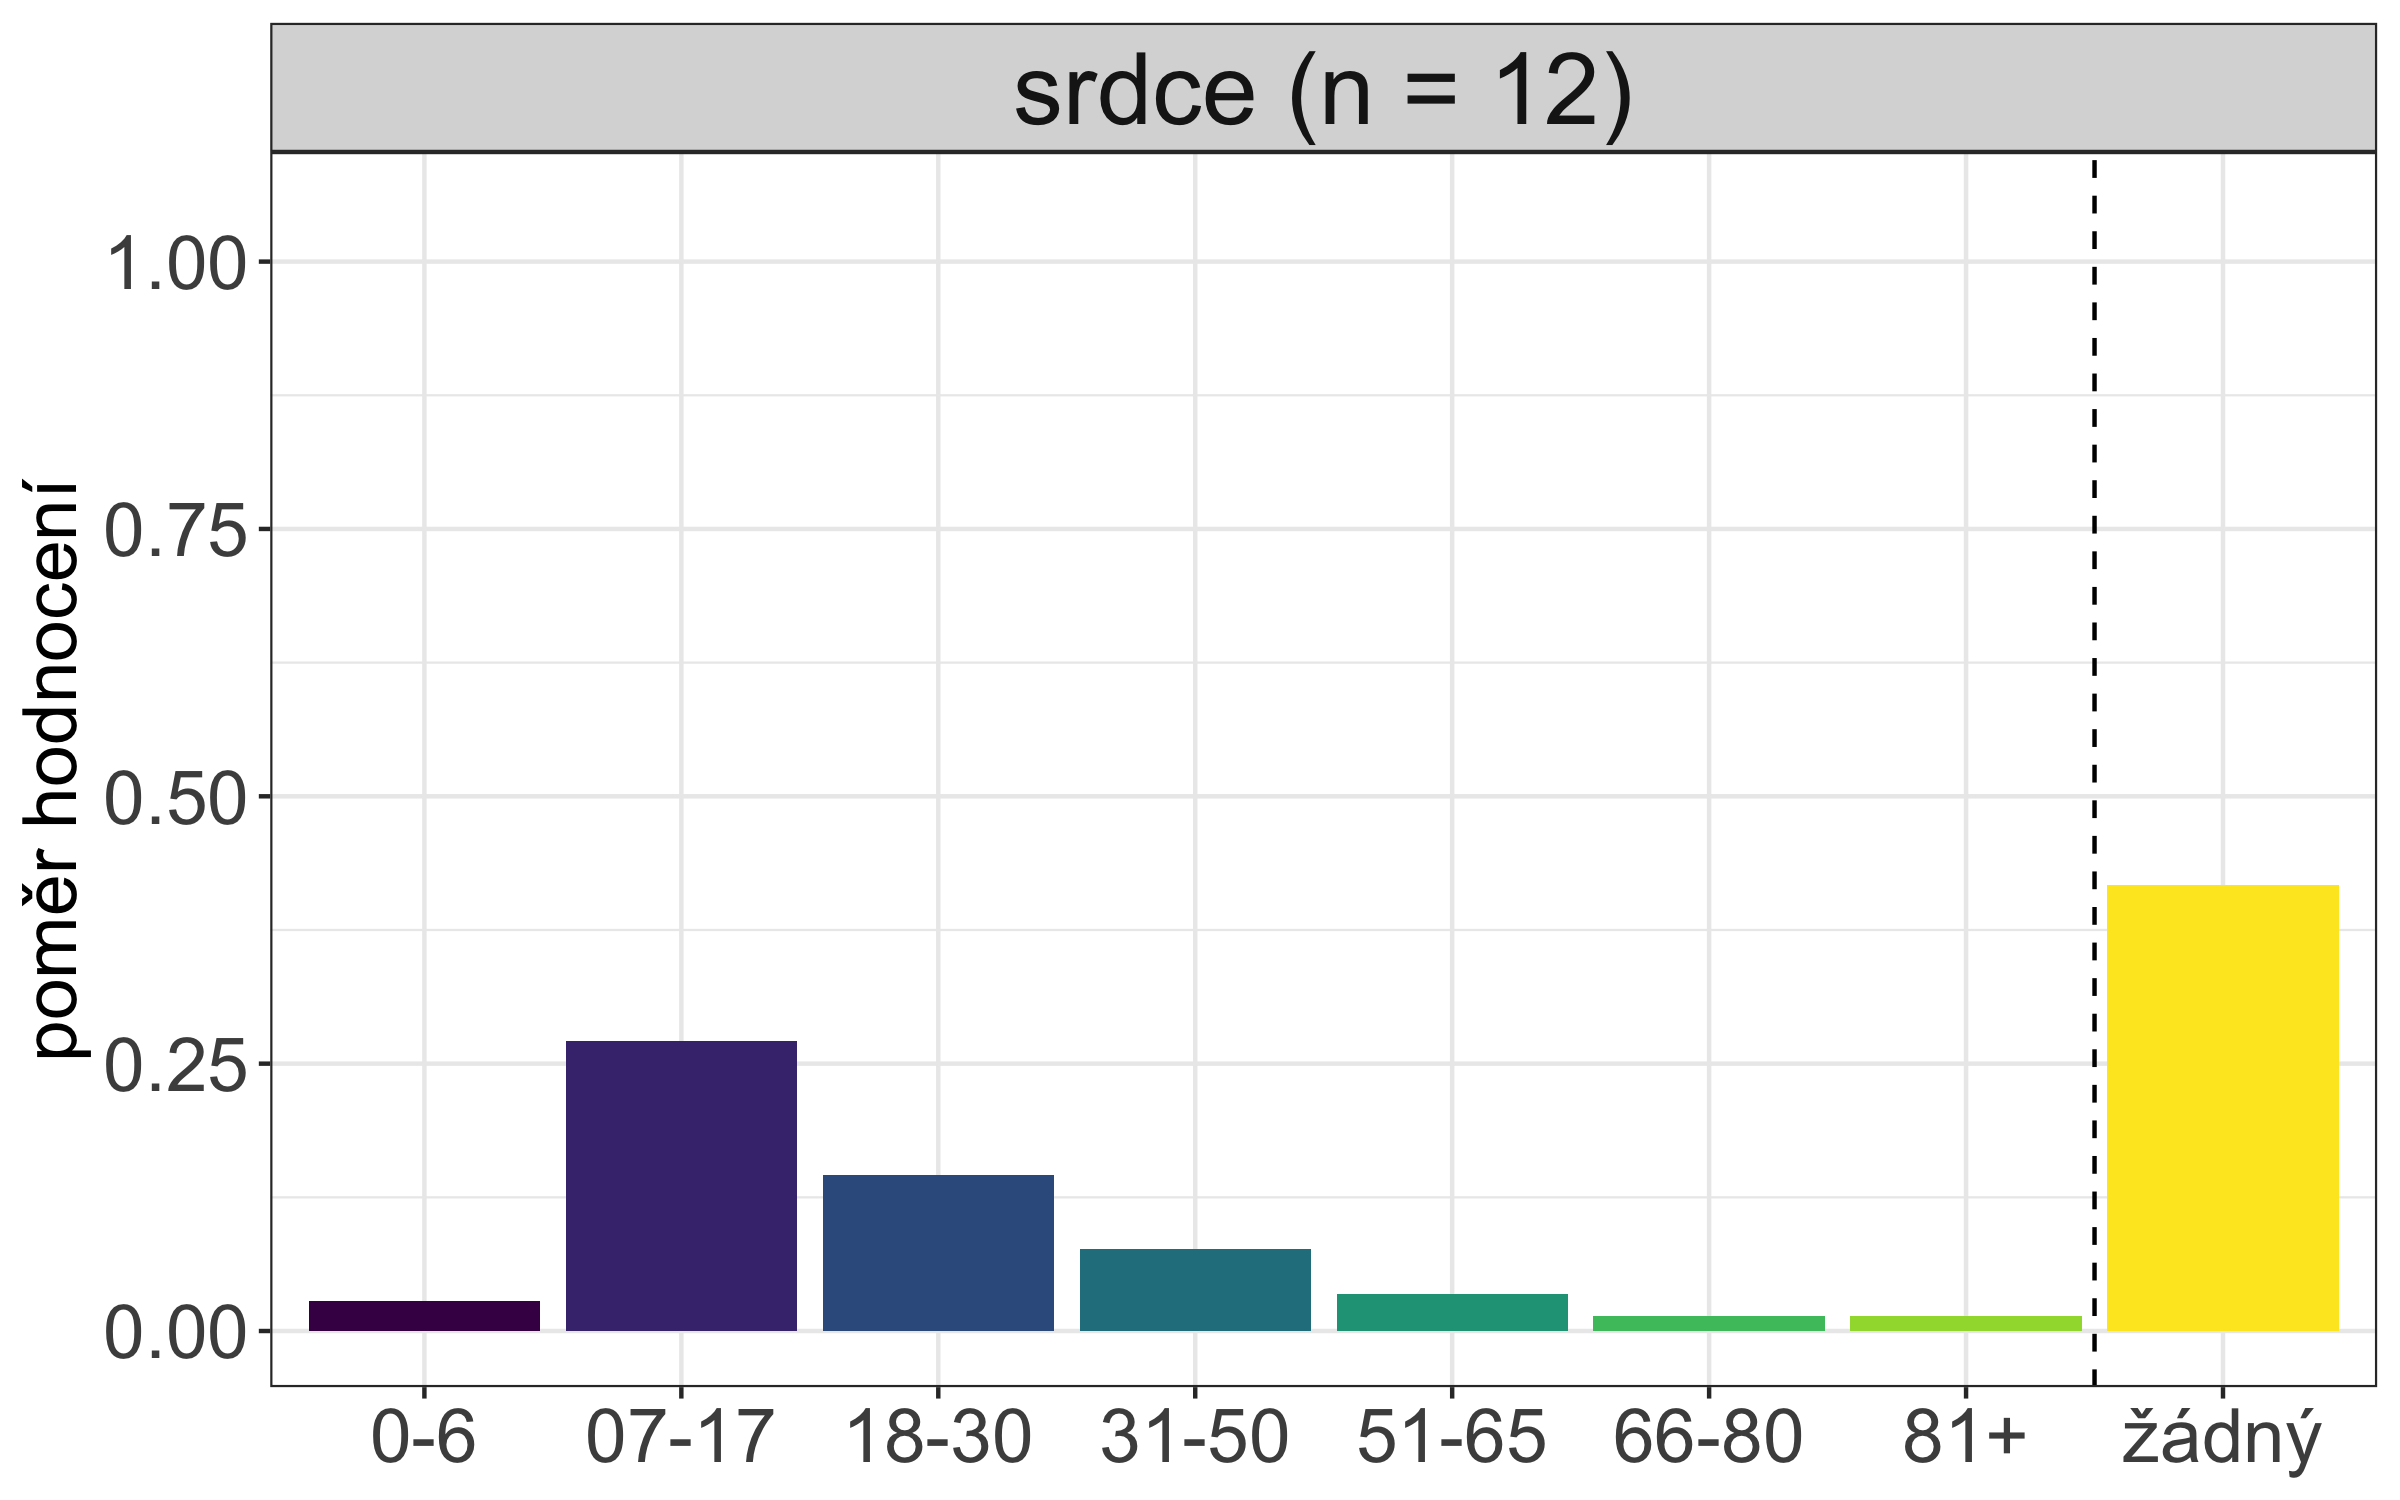 srdce (n = 12)
poměr hodnocení
1.00
0.75
0.50
0.25
0.00
0-6 07-17 18-30 31-50 51-65 66-80 81+ žádný